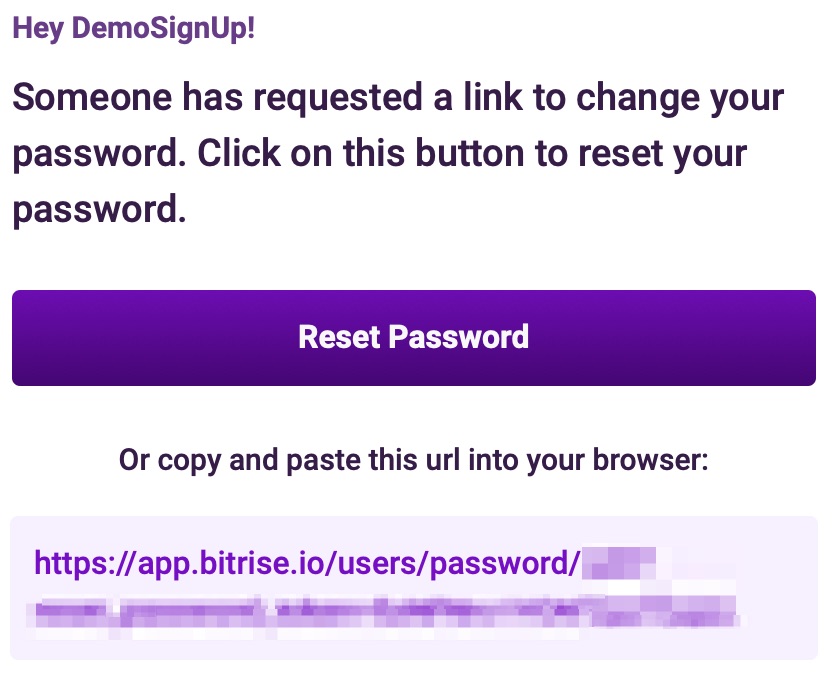 Hey DemoSignUp!
Someone has requested a link to change your
password. Click on this button to reset your
password.
Reset Password
Or copy and paste this url into your browser:
https://app.bitrise.io/users/password/